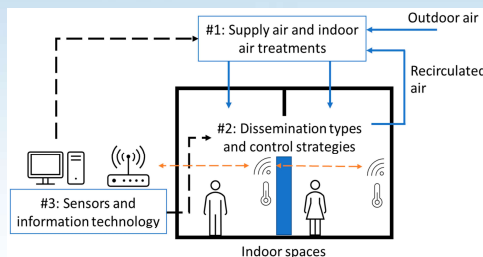 Outdoor air
#1: Supply air and indoor
air treatments
Recirculated
air
#2: Dissemination types
and control strategies
#3: Sensors and
information technology
Indoor spaces